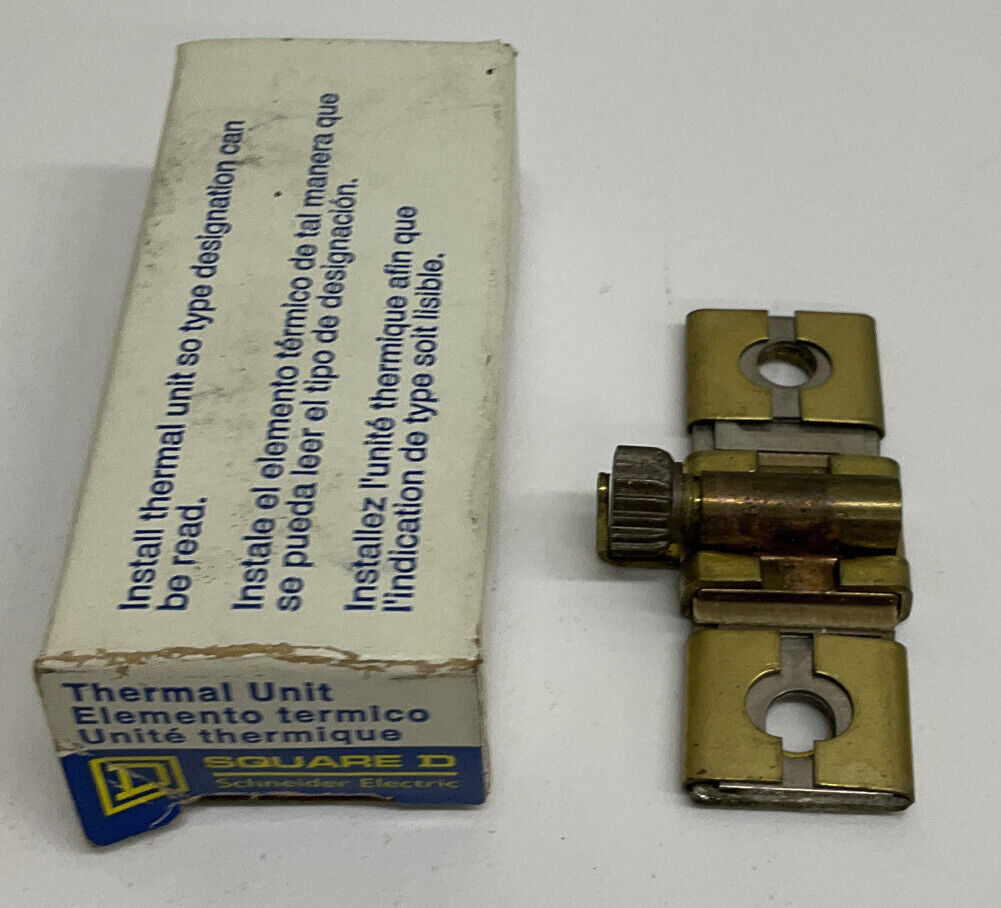 Install thermal unit so type designation can
be read.
Instale el elemento térmico de tal manera que
se pueda leer el tipo de designación.
Installez l'unité thermique afin que
l'indication de type soit lisible.
Thermal Unit
Elemento termico
Unité thermique
SQUARE D
Schneider Electric